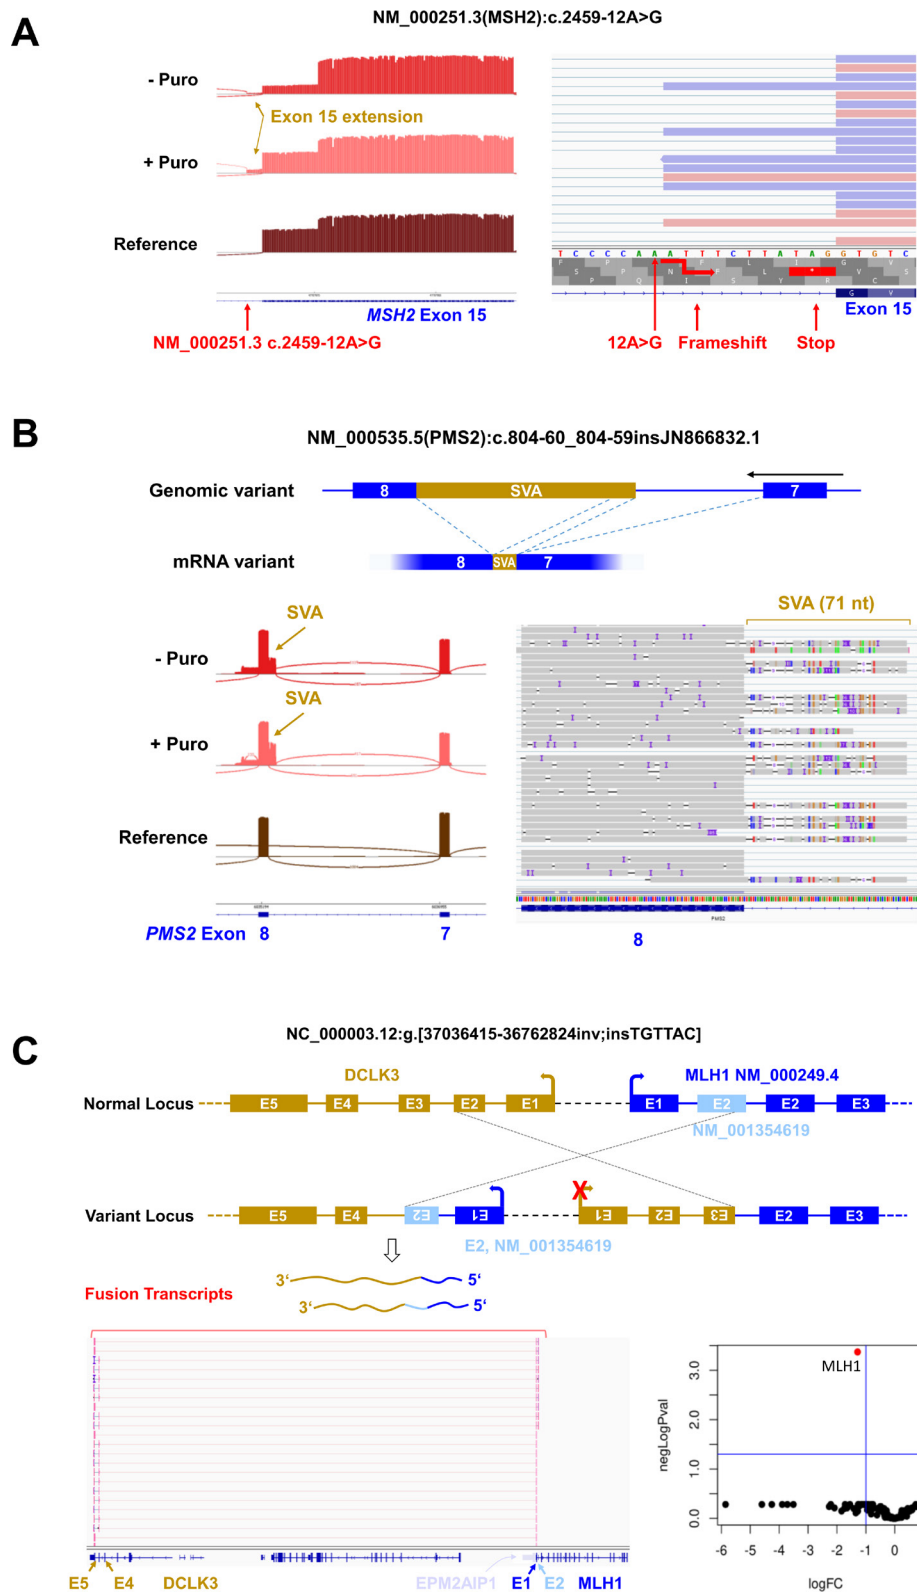 NM_000251.3(MSH2):c.2459-12A>G
A
- Puro
Exon 15 extension
+ Puro
Reference
MSH2 Exon 15
NM_000251.3 c.2459-12A>G
T C C C C A A A T T T C T T A T A G G T G T C
F P F L I G V
S P N F L * V S
P Q I S Y R C
G V
Exon 15
12A>G Frameshift Stop
B
NM_000535.5(PMS2):c.804-60_804-59insJN866832.1
Genomic variant
8 SVA 7
mRNA variant
8 SVA 7
SVA
SVA (71 nt)
- Puro
SVA
+ Puro
Reference
PMS2 Exon 8 7
PMS2
8
C
NC_000003.12:g.[37036415-36762824inv;insTGTTAC]
DCLK3
MLH1 NM_000249.4
Normal Locus
E5 E4 E3 E2 E1 E1 E2 E2 E3
NM_001354619
X
Variant Locus
E5 E4 E2 E1 E1 E2 E3 E2 E3
E2, NM_001354619
Fusion Transcripts
3‘ 5‘
3‘ 5‘
E5 E4 DCLK3 EPM2AIP1 E1 E2 MLH1
MLH1
negLogPval
3.0
2.0
1.0
0.0
-6 -5 -4 -3 -2 -1 0
logFC